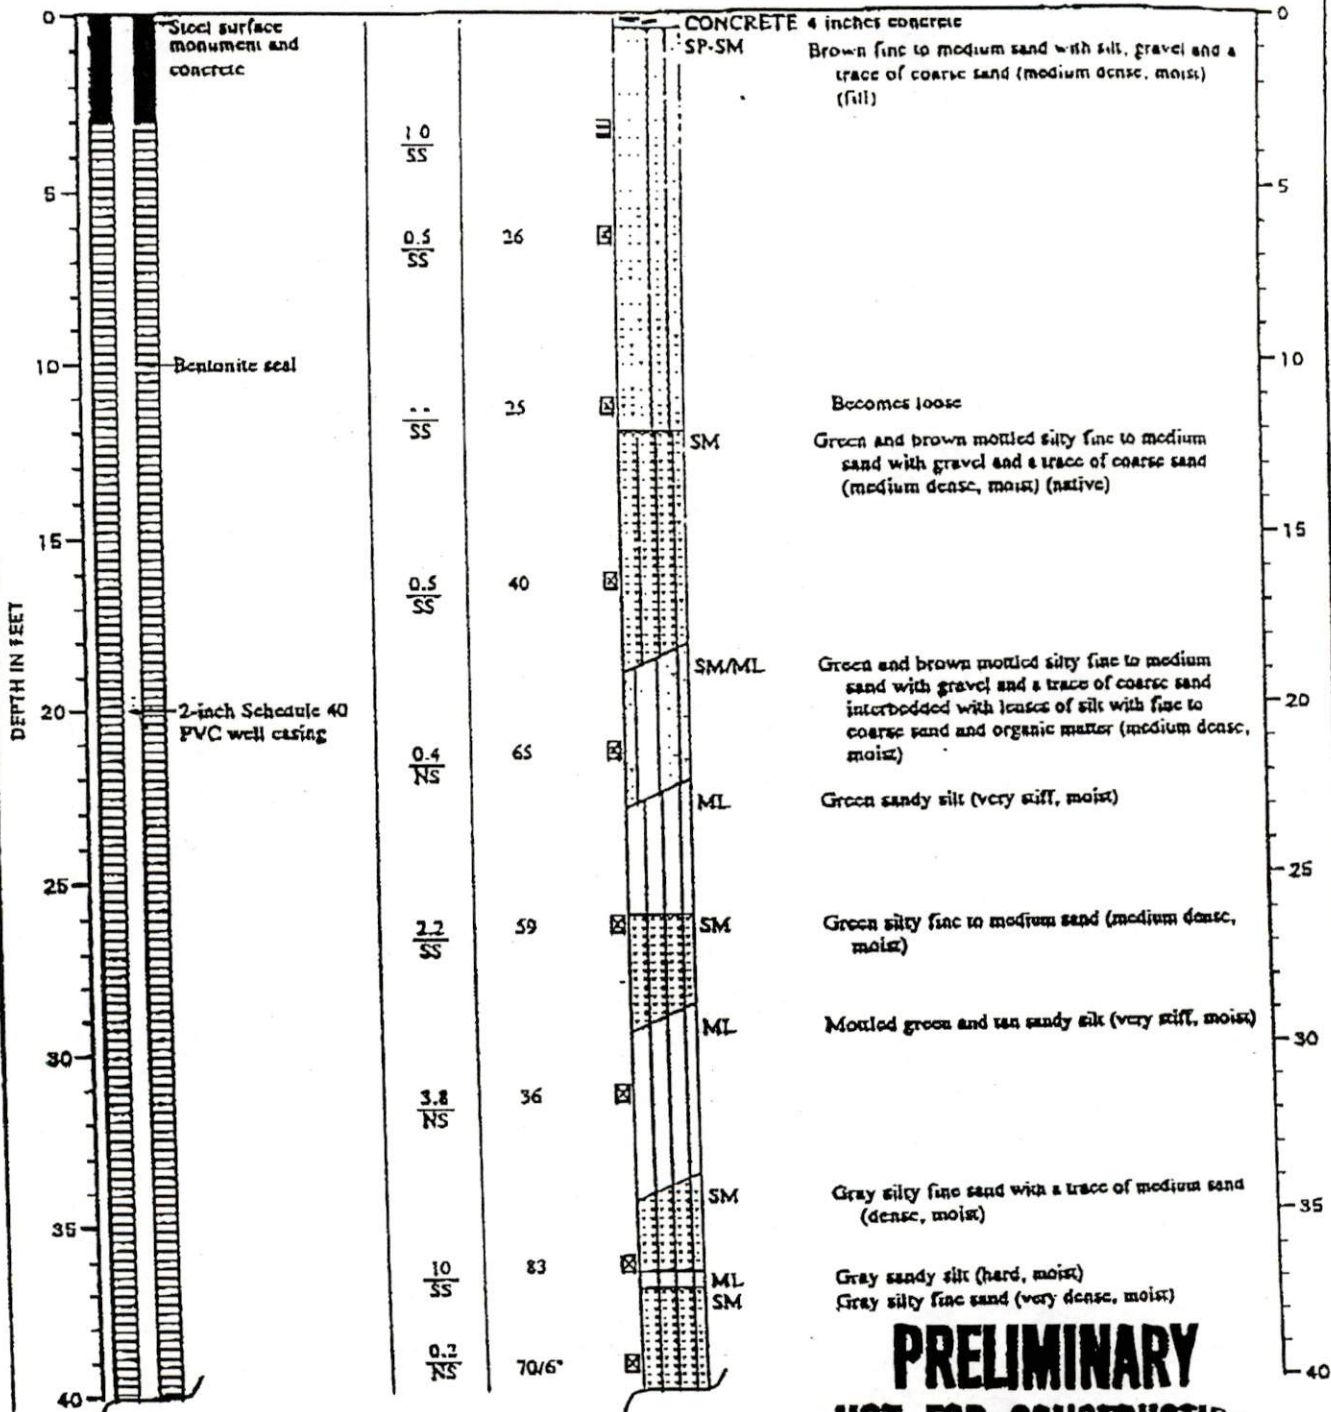 0
Steel surface
monument and
concrete
CONCRETE 4 inches concrete
0
SP-SM
Brown fine to medium sand with silt, gravel and a
trace of coarse sand (medium dense, moist)
(fill)
1 0
SS
5
5
0.5
SS
26
10
Bentonite seal
10
SS
25
Becomes loose
SM
Green and brown mottled silty fine to medium
sand with gravel and a trace of coarse sand
(medium dense, moist) (native)
15
15
0.5
SS
40
DEPTH IN FEET
SM/ML
Green and brown mottled silty fine to medium
sand with gravel and a trace of coarse sand
interbedded with lenses of silt with fine to
coarse sand and organic matter (medium dense,
moist)
20
2-inch Schedule 40
PVC well casing
20
0.4
NS
65
ML
Green sandy silt (very stiff, moist)
25
25
2.2
SS
59
SM
Green silty fine to medium sand (medium dense,
moist)
ML
Mottled green and tan sandy silt (very stiff, moist)
30
30
3.8
NS
36
SM
Gray silty fine sand with a trace of medium sand
(dense, moist)
35
35
10
SS
83
ML
Gray sandy silt (hard, moist)
SM
Gray silty fine sand (very dense, moist)
PRELIMINARY
0.2
NS
70/6"
40
40
NOT FOR